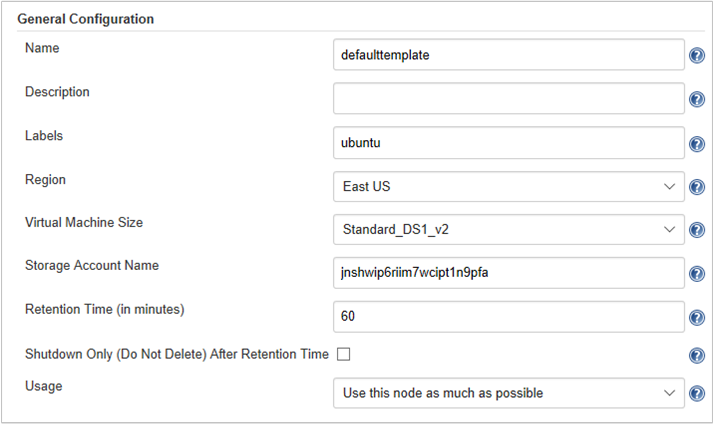 General Configuration
Name
defaulttemplate
Description
Labels
ubuntu
Region
East US
Virtual Machine Size
Standard_DS1_v2
Storage Account Name
jnshwip6riim7wcipt1n9pfa
Retention Time (in minutes)
60
Shutdown Only (Do Not Delete) After Retention Time
Usage
Use this node as much as possible